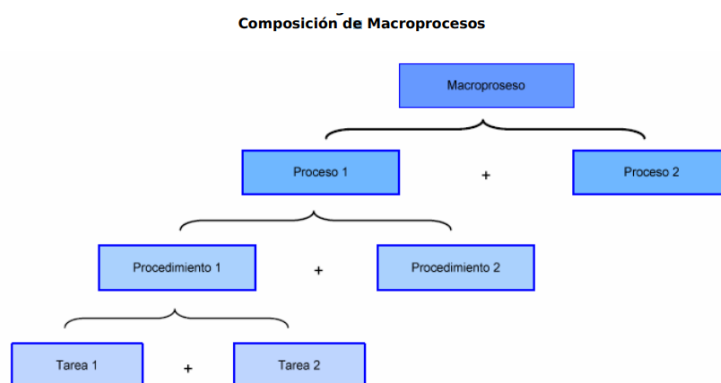 Composición de Macroprocesos
Macroproseso
Proceso 1
+
Proceso 2
Procedimiento 1
+
Procedimiento 2
Tarea 1
+
Tarea 2